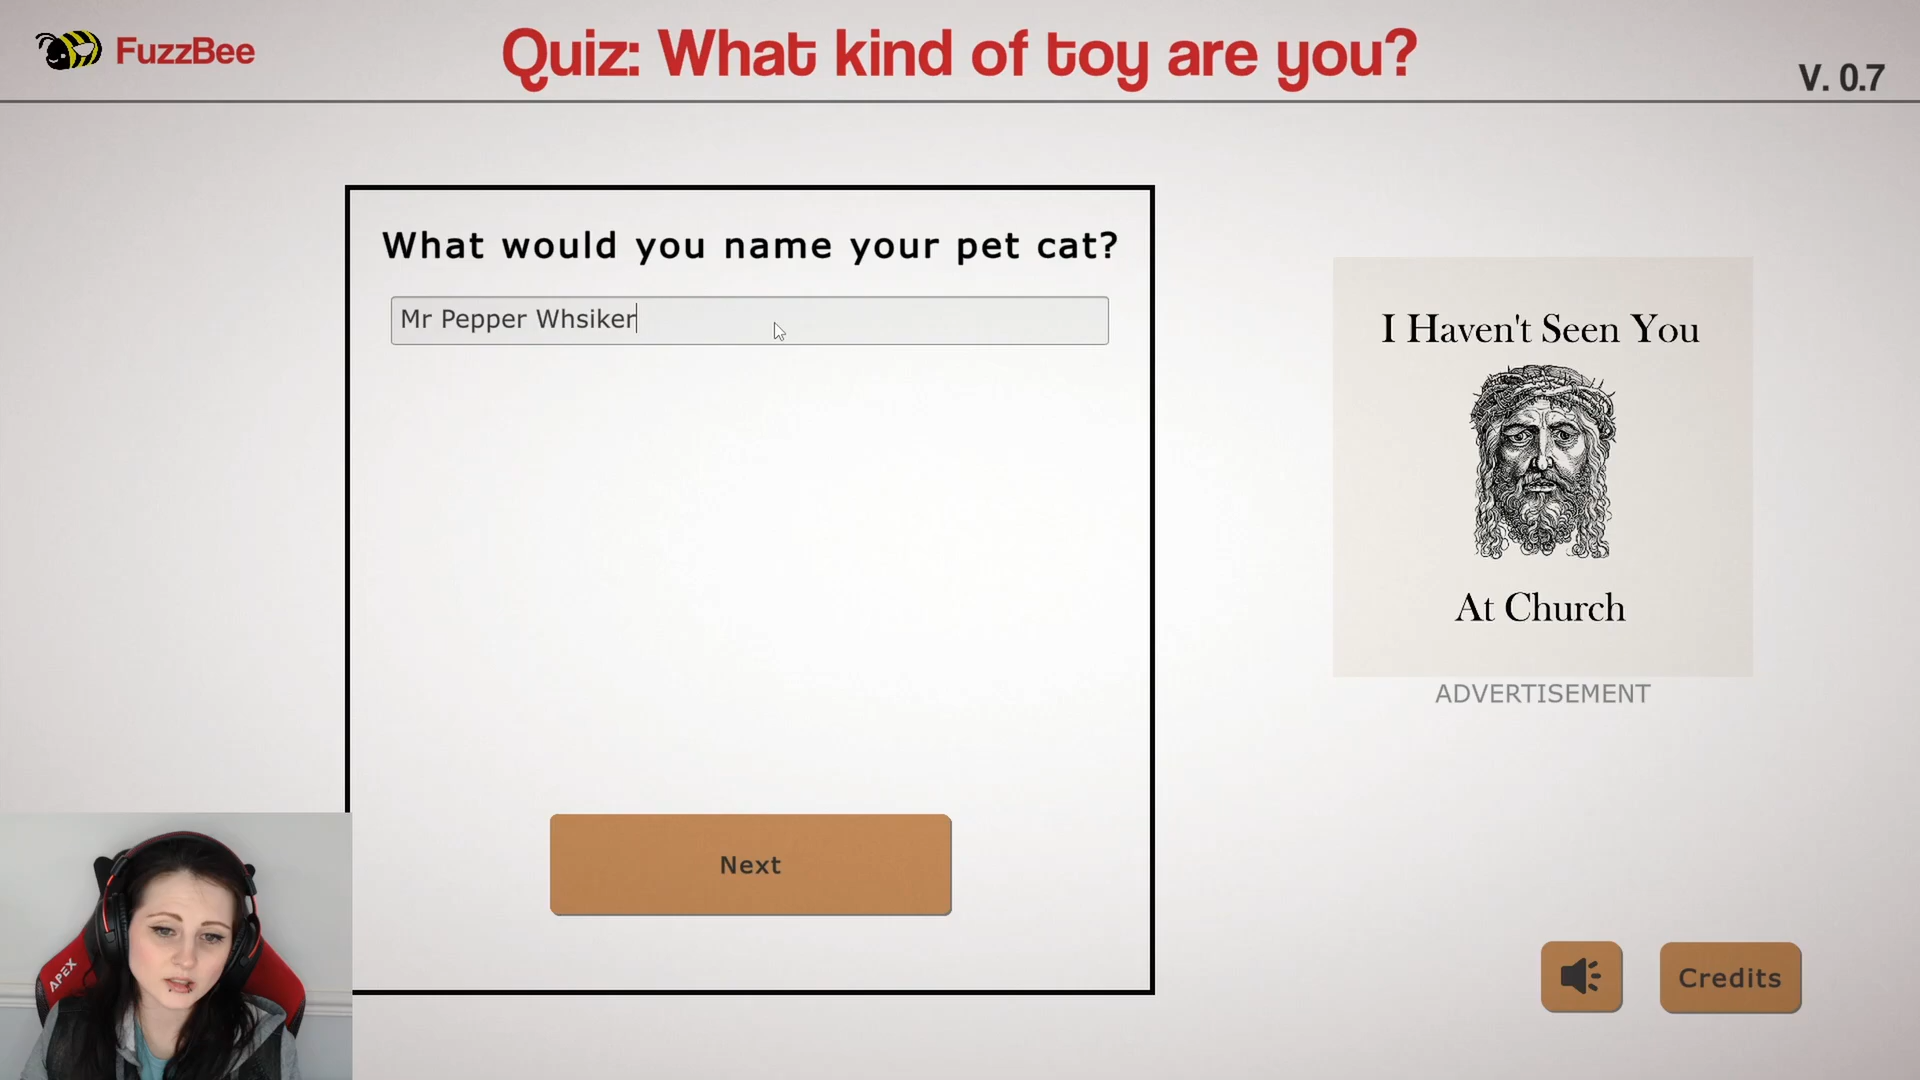 FuzzBee
Quiz: What kind of toy are you?
V. 0.7
What would you name your pet cat?
Mr Pepper Whsiker
I Haven't Seen You
At Church
ADVERTISEMENT
Next
APEX
Credits